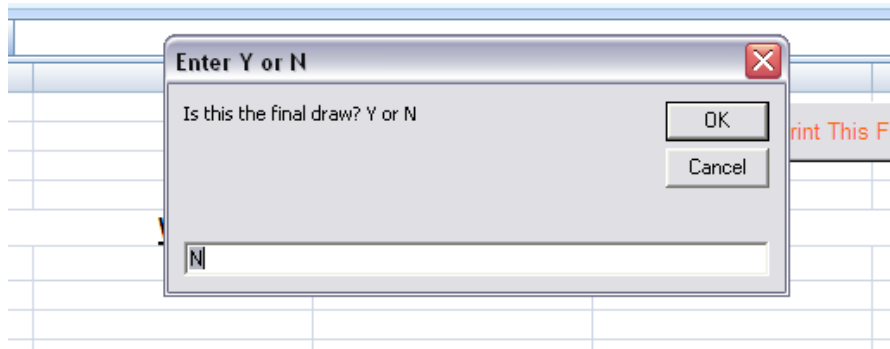 Enter Y or N
Is this the final draw? Y or N
OK
rint This F
Cancel
N